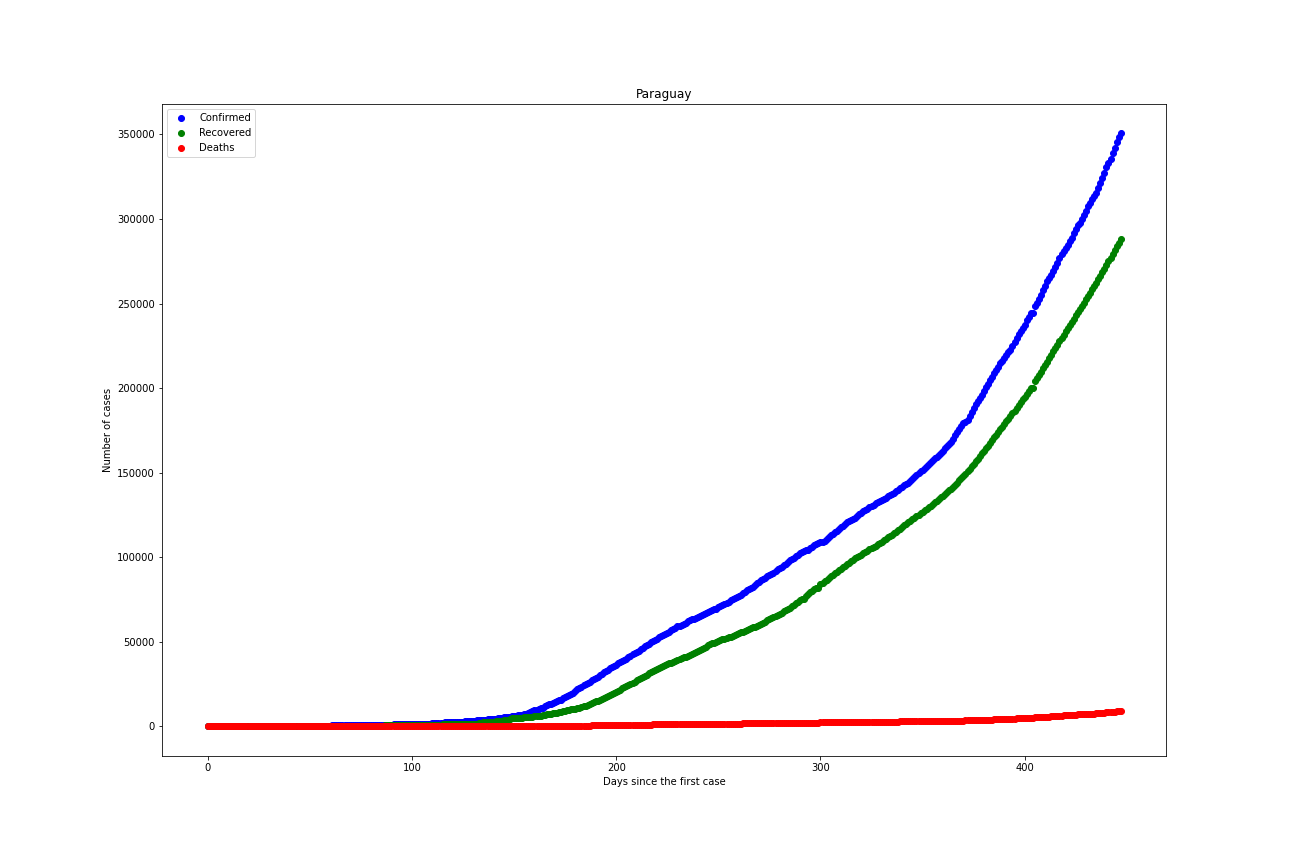 Paraguay
Confirmed
Recovered
Deaths
350000
300000
250000
200000
150000
100000
50000
0
Number of cases
0 100 200 300 400
Days since the first case